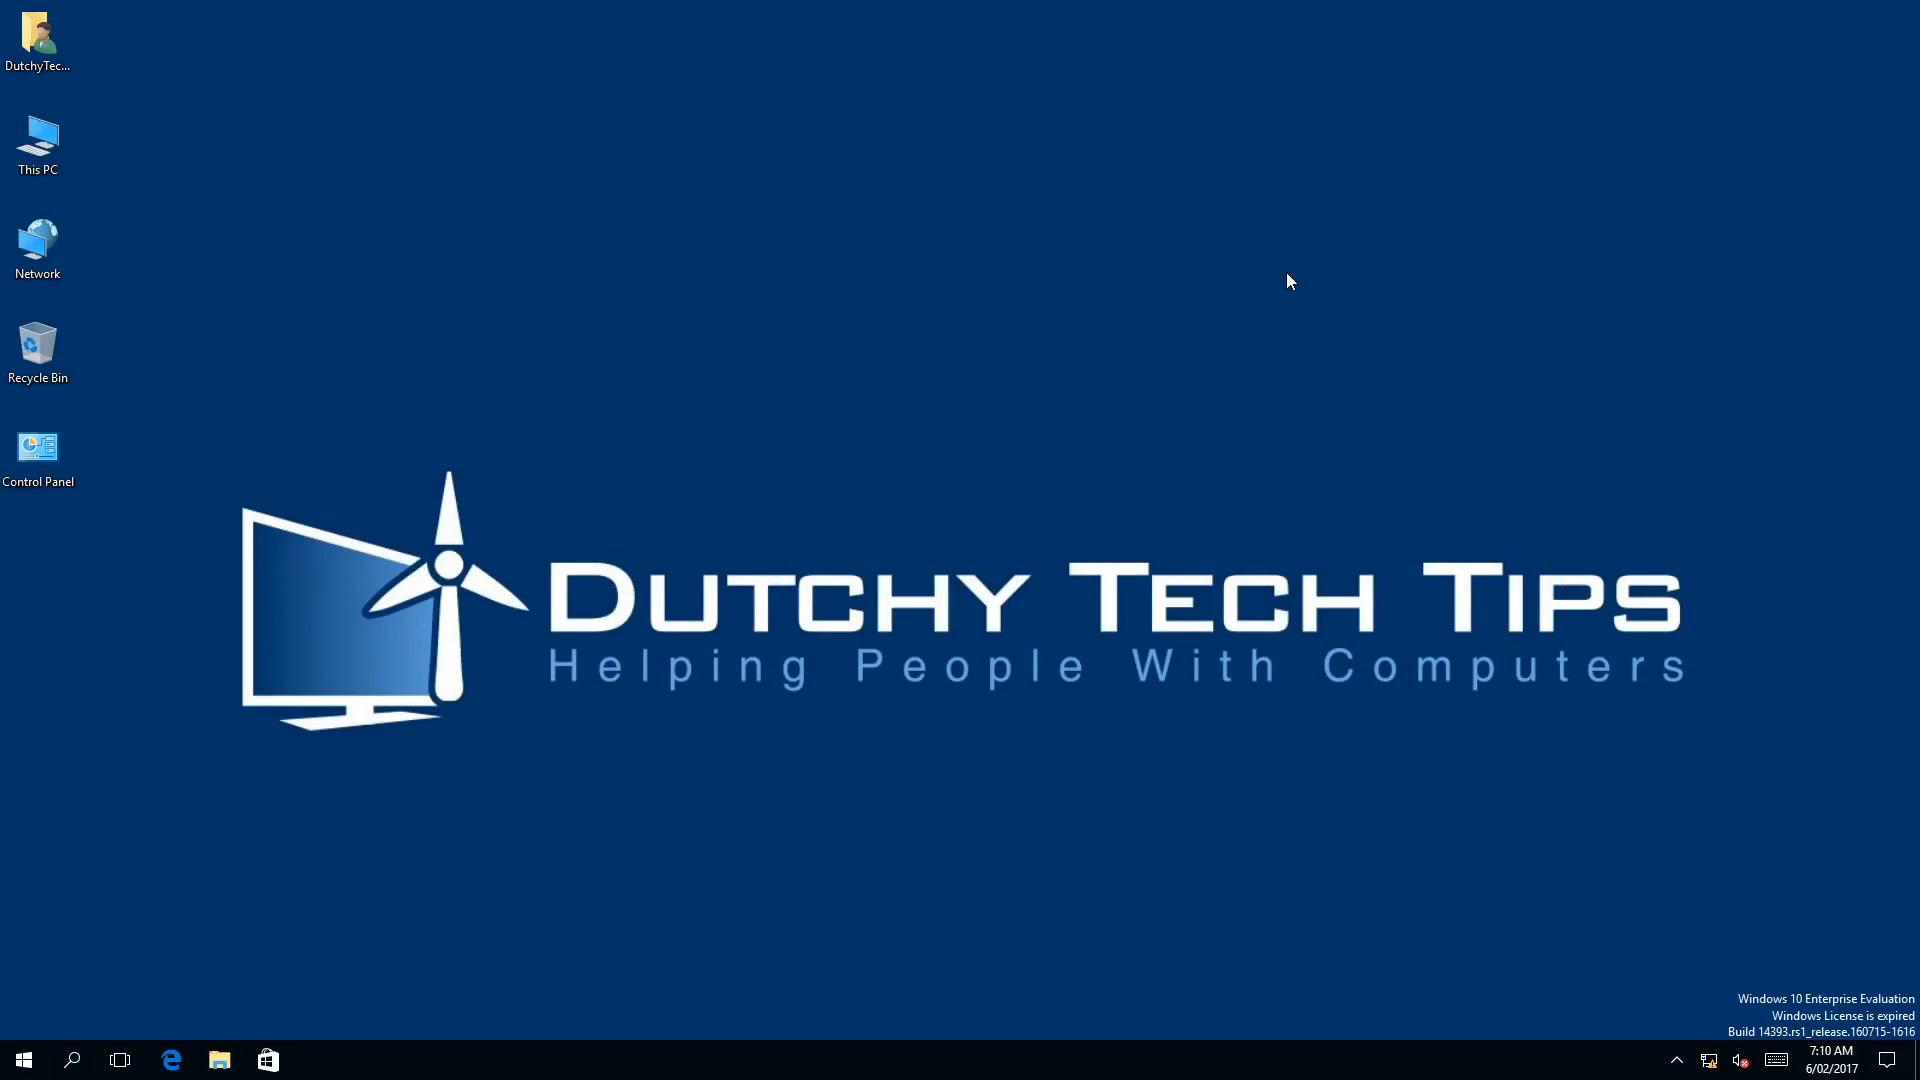 DutchyTec...
This PC
Network
Recycle Bin
Control Panel
DUTCHY TECH TIPS
Helping People With Computers
Windows 10 Enterprise Evaluation
Windows License is expired
Build 14393.rs1_release.160715-1616
7:10 AM
6/02/2017